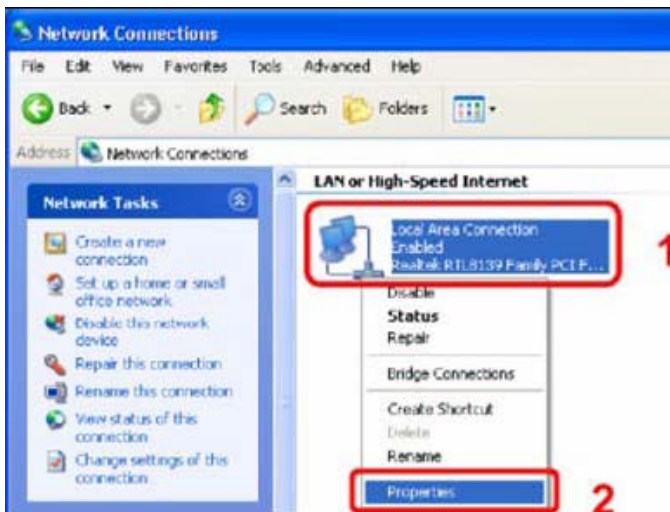 Network Connections
File Edit View Favorites Tools Advanced Help
Back Search Folders
Address Network Connections
Network Tasks
Create a new
connection
Set up a home or small
office network
Disable this network
device
Repair this connection
Rename this connection
View status of this
connection
Change settings of this
connection
LAN or High-Speed Internet
Local Area Connection
Enabled
Realtek RTL8139 Family PCI F...
1
Disable
Status
Repair
Bridge Connections
Create Shortcut
Delete
Rename
Properties
2